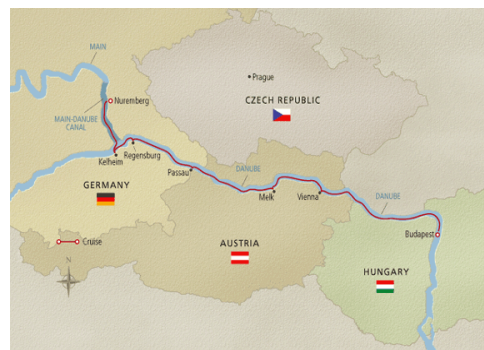 MAIN
Prague
Nuremberg
CZECH REPUBLIC
MAIN-DANUBE
CANAL
Regensburg
Kelheim
Passau
DANUBE
GERMANY
Melk
Vienna
DANUBE
Budapest
Cruise
AUSTRIA
N
HUNGARY